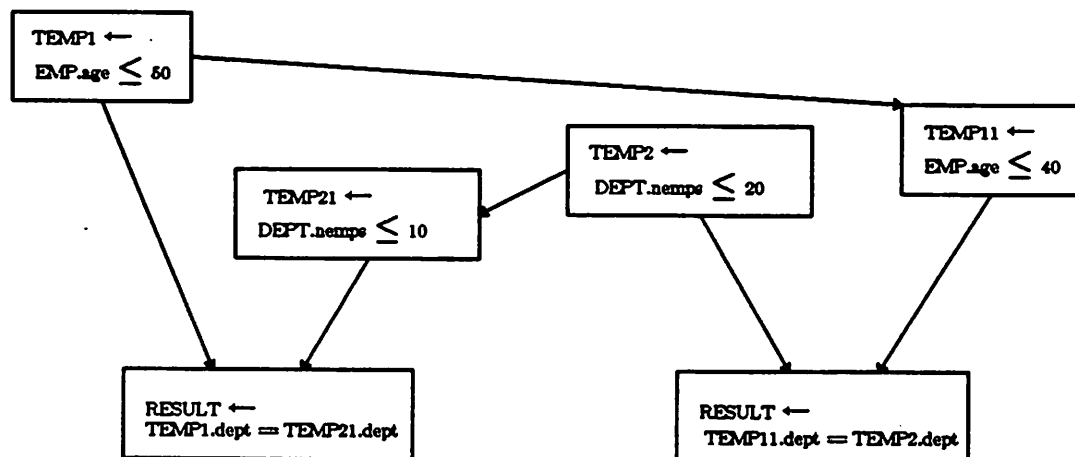 TEMP1 ←
EMP.age ≤ 50
TEMP11 ←
EMP.age ≤ 40
TEMP2 ←
DEPT.nemps ≤ 20
TEMP21 ←
DEPT.nemps ≤ 10
RESULT ←
TEMP1.dept = TEMP21.dept
RESULT ←
TEMP11.dept = TEMP2.dept